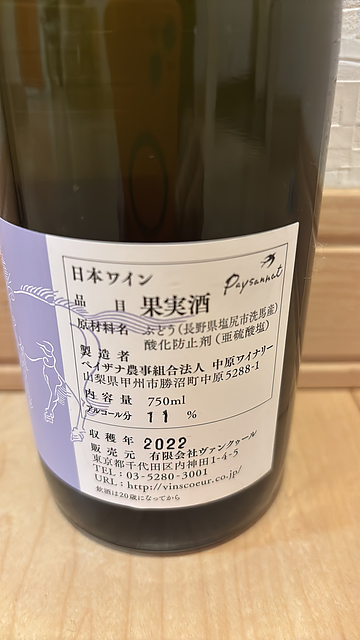 日本ワイン
Paysannat
品 目 果実酒
原材料名 ぶどう(長野県塩尻市洗馬産)
酸化防止剤(亜硫酸塩)
製造者
ペイザナ農事組合法人 中原ワイナリー
山梨県甲州市勝沼町中原5288-1
内容量 750ml
アルコール分 11 %
収穫年 2022
販売元 有限会社ヴァンクゥール
東京都千代田区内神田1-4-5
TEL:03-5280-3001
URL:http://vinscoeur.co.jp/
飲酒は20歳になってから